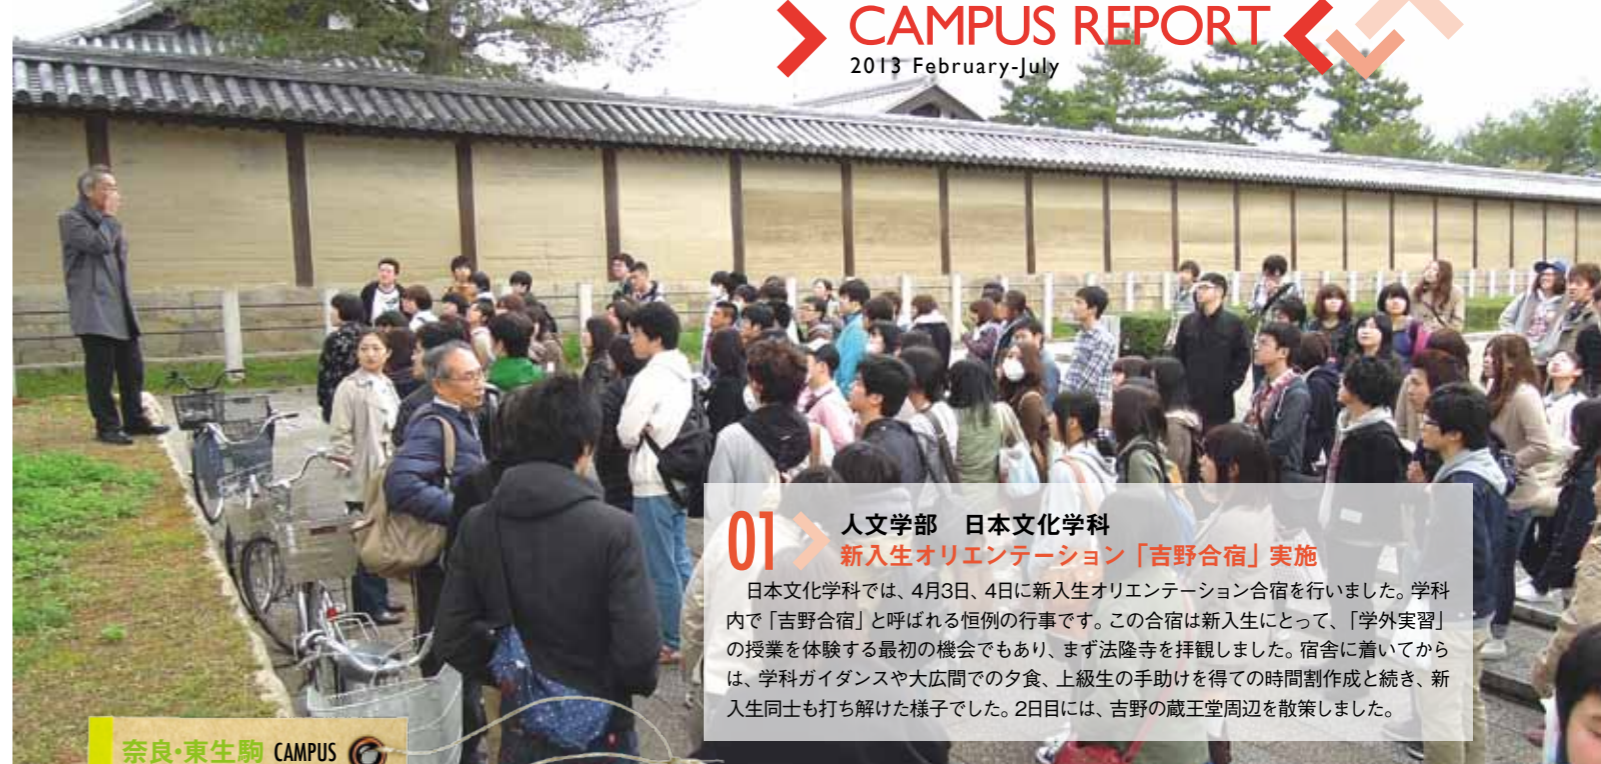 CAMPUS REPORT
2013 February-July
01
人文学部　日本文化学科
新入生オリエンテーション「吉野合宿」実施
日本文化学科では、4月3日、4日に新入生オリエンテーション合宿を行いました。学科
内で「吉野合宿」と呼ばれる恒例の行事です。この合宿は新入生にとって、「学外実習」
の授業を体験する最初の機会でもあり、まず法隆寺を拝観しました。宿舎に着いてから
は、学科ガイダンスや大広間での夕食、上級生の手助けを得ての時間割作成と続き、新
入生同士も打ち解けた様子でした。2日目には、吉野の蔵王堂周辺を散策しました。
奈良・東生駒 CAMPUS